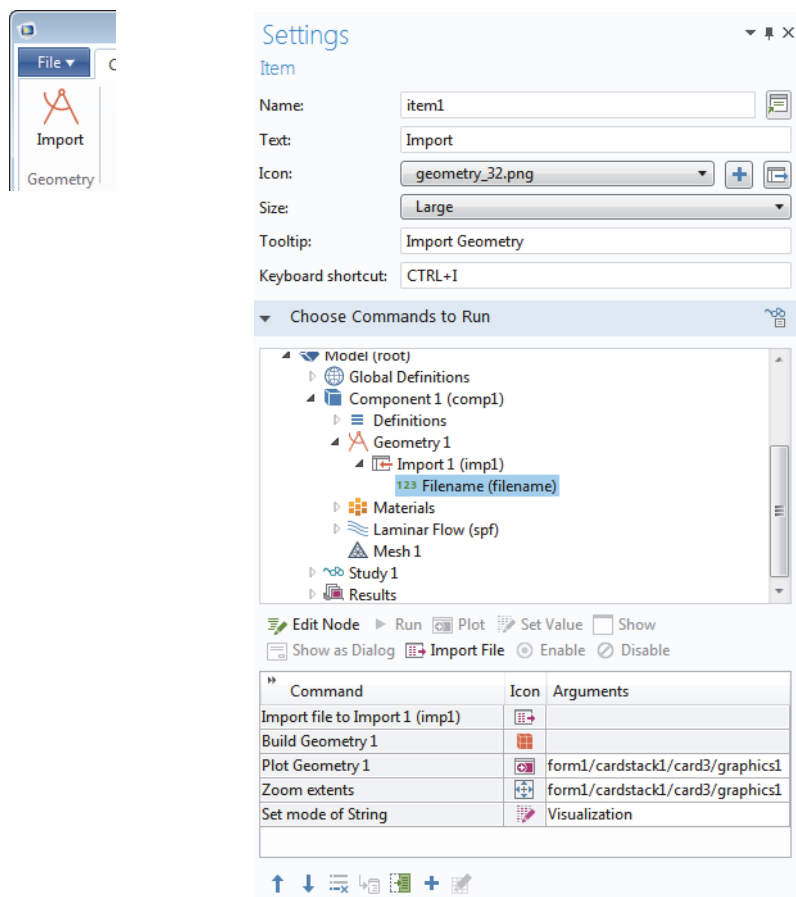 File
C
Import
Geometry
Settings
Item
Name: item1
Text: Import
Icon: geometry_32.png
Size: Large
Tooltip: Import Geometry
Keyboard shortcut: CTRL+I
Choose Commands to Run
Model (root)
Global Definitions
Component 1 (comp1)
Definitions
Geometry 1
Import 1 (imp1)
123 Filename (filename)
Materials
Laminar Flow (spf)
Mesh 1
Study 1
Results
Edit Node Run Plot Set Value Show
Show as Dialog Import File Enable Disable
Command Icon Arguments
Import file to Import 1 (imp1)
Build Geometry 1
Plot Geometry 1 form1/cardstack1/card3/graphics1
Zoom extents form1/cardstack1/card3/graphics1
Set mode of String Visualization